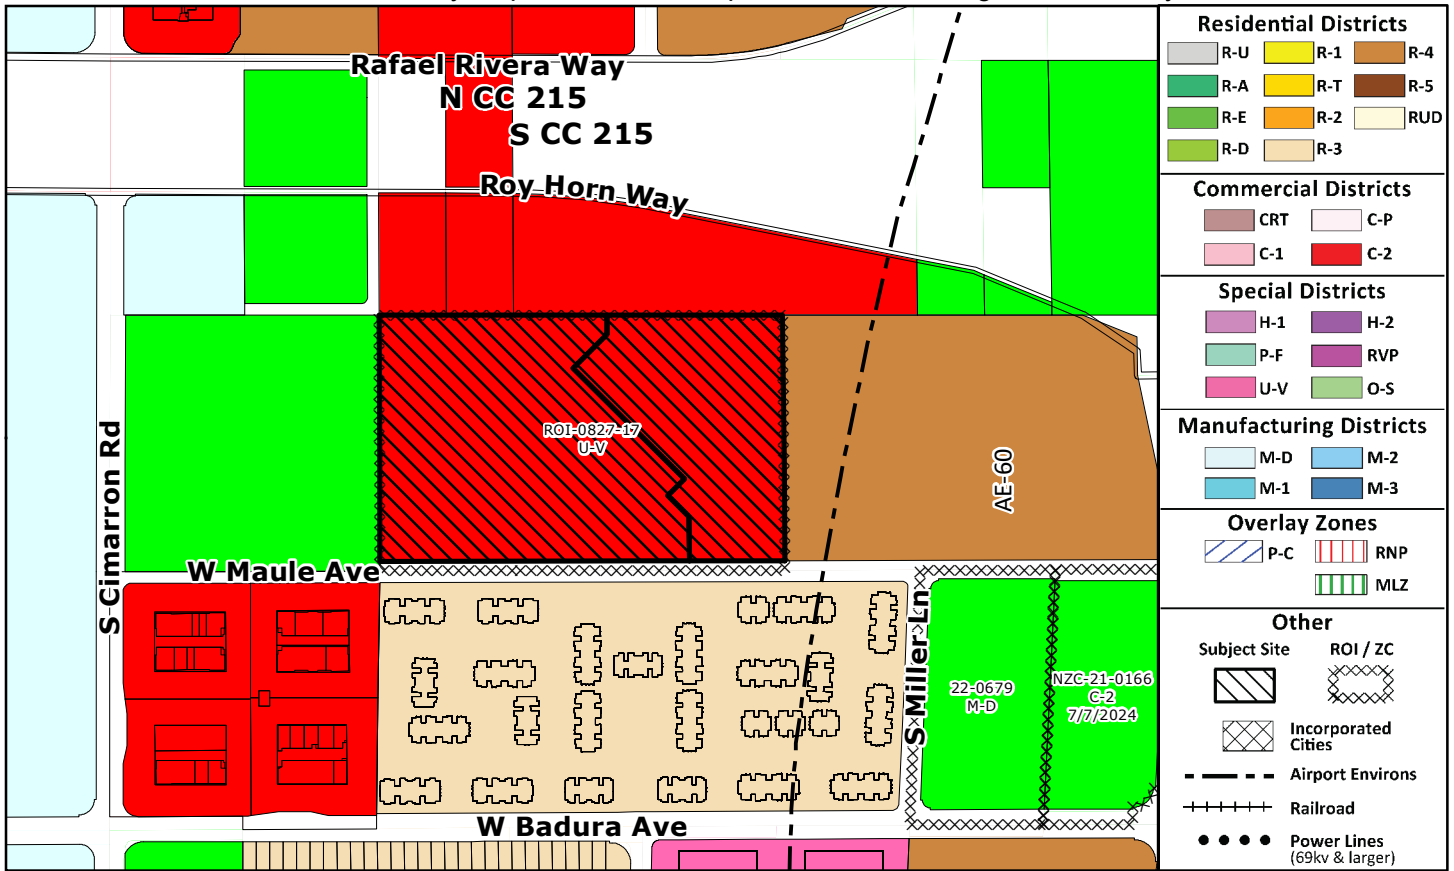 Rafael Rivera Way
N CC 215
S CC 215
Roy Horn Way
S Cimarron Rd
ROI-0827-17
U-V
AE-60
W Maule Ave
S Miller Ln
22-0679
M-D
NZC-21-0166
C-2
7/7/2024
W Badura Ave
Residential Districts
R-U R-1 R-4
R-A R-T R-5
R-E R-2 RUD
R-D R-3
Commercial Districts
CRT C-P
C-1 C-2
Special Districts
H-1 H-2
P-F RVP
U-V O-S
Manufacturing Districts
M-D M-2
M-1 M-3
Overlay Zones
P-C RNP
MLZ
Other
Subject Site ROI / ZC
Incorporated
Cities
Airport Environs
Railroad
Power Lines
(69kv & larger)